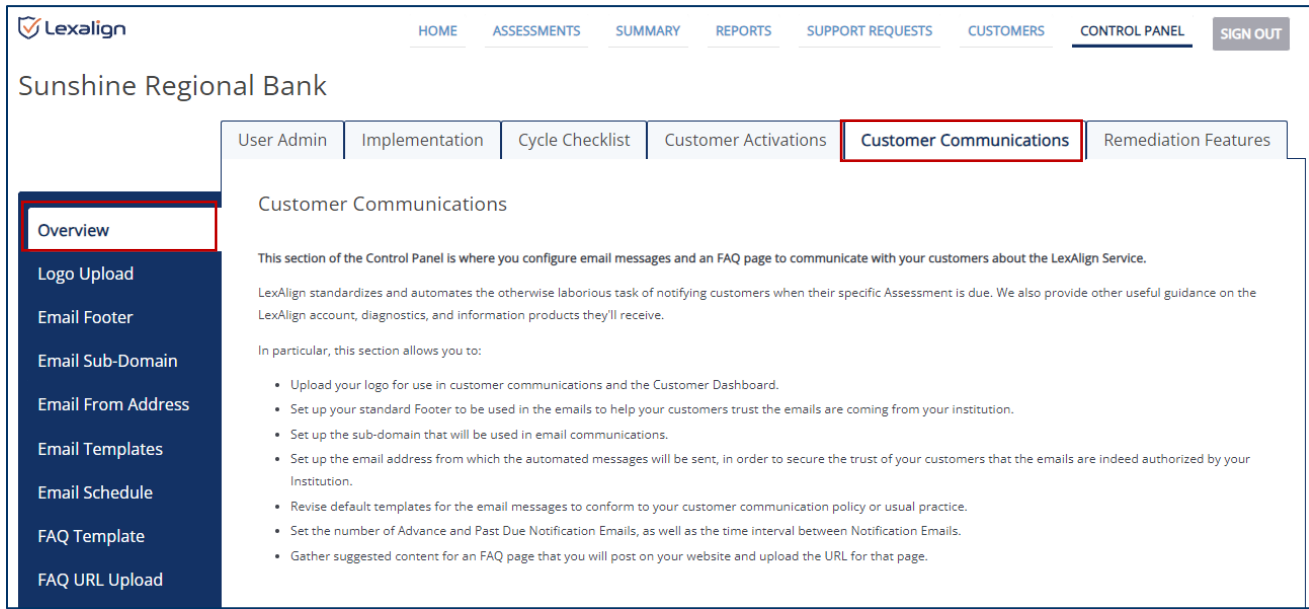 Lexalign
HOME ASSESSMENTS SUMMARY REPORTS SUPPORT REQUESTS CUSTOMERS CONTROL PANEL SIGN OUT
Sunshine Regional Bank
User Admin Implementation Cycle Checklist Customer Activations Customer Communications Remediation Features
Overview
Logo Upload
Email Footer
Email Sub-Domain
Email From Address
Email Templates
Email Schedule
FAQ Template
FAQ URL Upload
Customer Communications
This section of the Control Panel is where you configure email messages and an FAQ page to communicate with your customers about the LexAlign Service.
LexAlign standardizes and automates the otherwise laborious task of notifying customers when their specific Assessment is due. We also provide other useful guidance on the
LexAlign account, diagnostics, and information products they'll receive.
In particular, this section allows you to:
• Upload your logo for use in customer communications and the Customer Dashboard.
• Set up your standard Footer to be used in the emails to help your customers trust the emails are coming from your institution.
• Set up the sub-domain that will be used in email communications.
• Set up the email address from which the automated messages will be sent, in order to secure the trust of your customers that the emails are indeed authorized by your
Institution.
• Revise default templates for the email messages to conform to your customer communication policy or usual practice.
• Set the number of Advance and Past Due Notification Emails, as well as the time interval between Notification Emails.
• Gather suggested content for an FAQ page that you will post on your website and upload the URL for that page.